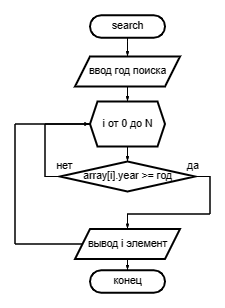 search
ввод год поиска
i от 0 до N
нет
да
array[i].year >= год
вывод i элемент
конец